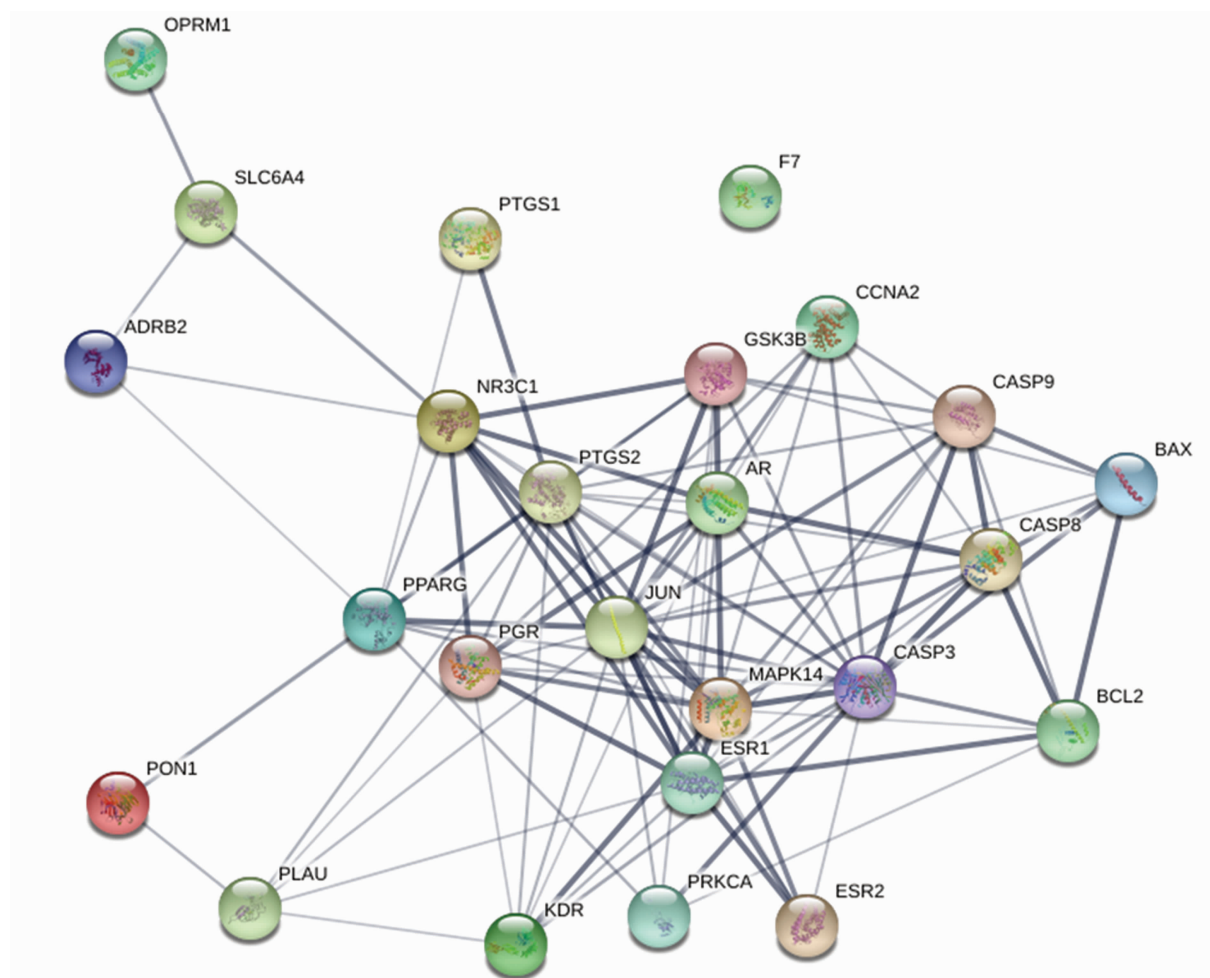 OPRM1
F7
SLC6A4
PTGS1
CCNA2
ADRB2
GSK3B
CASP9
NR3C1
BAX
PTGS2
AR
CASP8
PPARG
JUN
PGR
CASP3
MAPK14
BCL2
ESR1
PON1
PLAU
PRKCA
ESR2
KDR